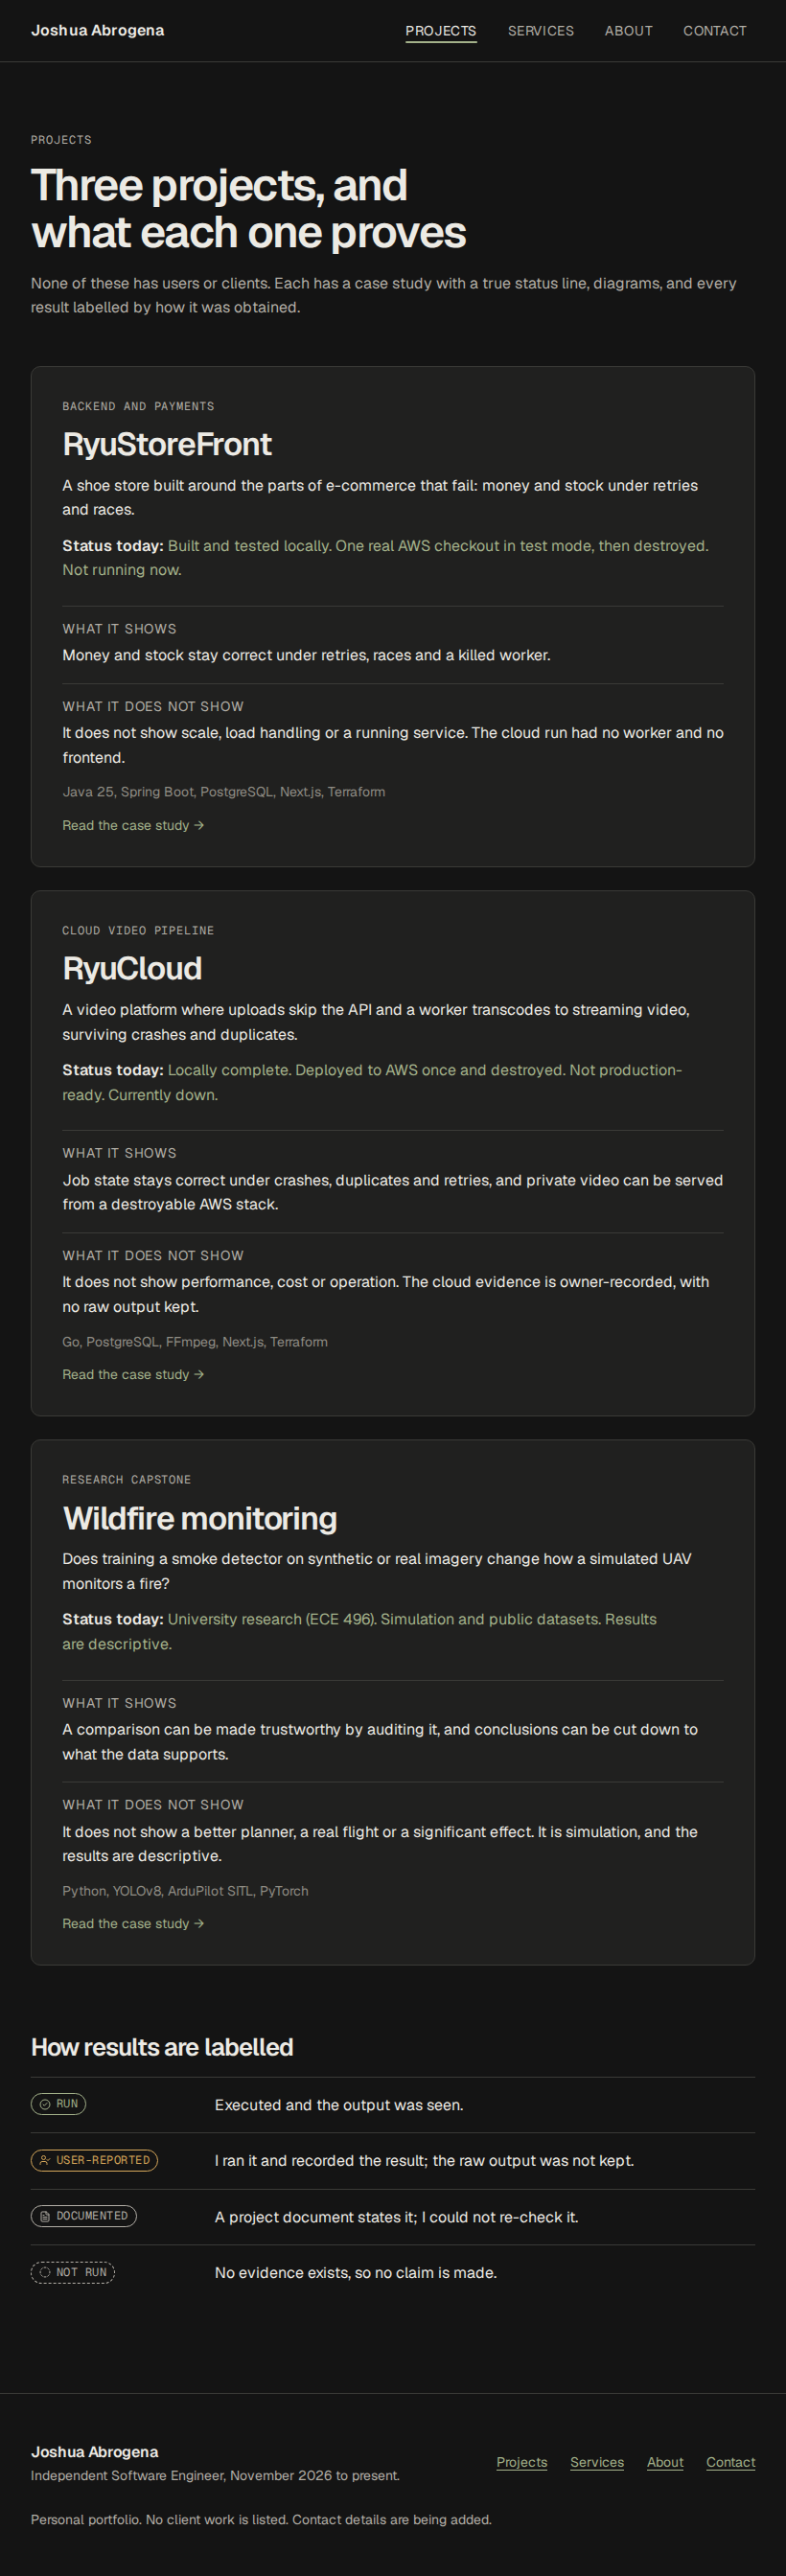 Joshua Abrogena
PROJECTS SERVICES ABOUT CONTACT
PROJECTS
Three projects, and
what each one proves
None of these has users or clients. Each has a case study with a true status line, diagrams, and every
result labelled by how it was obtained.
BACKEND AND PAYMENTS
RyuStoreFront
A shoe store built around the parts of e-commerce that fail: money and stock under retries
and races.
Status today: Built and tested locally. One real AWS checkout in test mode, then destroyed.
Not running now.
WHAT IT SHOWS
Money and stock stay correct under retries, races and a killed worker.
WHAT IT DOES NOT SHOW
It does not show scale, load handling or a running service. The cloud run had no worker and no
frontend.
Java 25, Spring Boot, PostgreSQL, Next.js, Terraform
Read the case study →
CLOUD VIDEO PIPELINE
RyuCloud
A video platform where uploads skip the API and a worker transcodes to streaming video,
surviving crashes and duplicates.
Status today: Locally complete. Deployed to AWS once and destroyed. Not production-
ready. Currently down.
WHAT IT SHOWS
Job state stays correct under crashes, duplicates and retries, and private video can be served
from a destroyable AWS stack.
WHAT IT DOES NOT SHOW
It does not show performance, cost or operation. The cloud evidence is owner-recorded, with
no raw output kept.
Go, PostgreSQL, FFmpeg, Next.js, Terraform
Read the case study →
RESEARCH CAPSTONE
Wildfire monitoring
Does training a smoke detector on synthetic or real imagery change how a simulated UAV
monitors a fire?
Status today: University research (ECE 496). Simulation and public datasets. Results
are descriptive.
WHAT IT SHOWS
A comparison can be made trustworthy by auditing it, and conclusions can be cut down to
what the data supports.
WHAT IT DOES NOT SHOW
It does not show a better planner, a real flight or a significant effect. It is simulation, and the
results are descriptive.
Python, YOLOv8, ArduPilot SITL, PyTorch
Read the case study →
How results are labelled
RUN Executed and the output was seen.
USER-REPORTED I ran it and recorded the result; the raw output was not kept.
DOCUMENTED A project document states it; I could not re-check it.
NOT RUN No evidence exists, so no claim is made.
Joshua Abrogena
Independent Software Engineer, November 2026 to present.
Projects Services About Contact
Personal portfolio. No client work is listed. Contact details are being added.